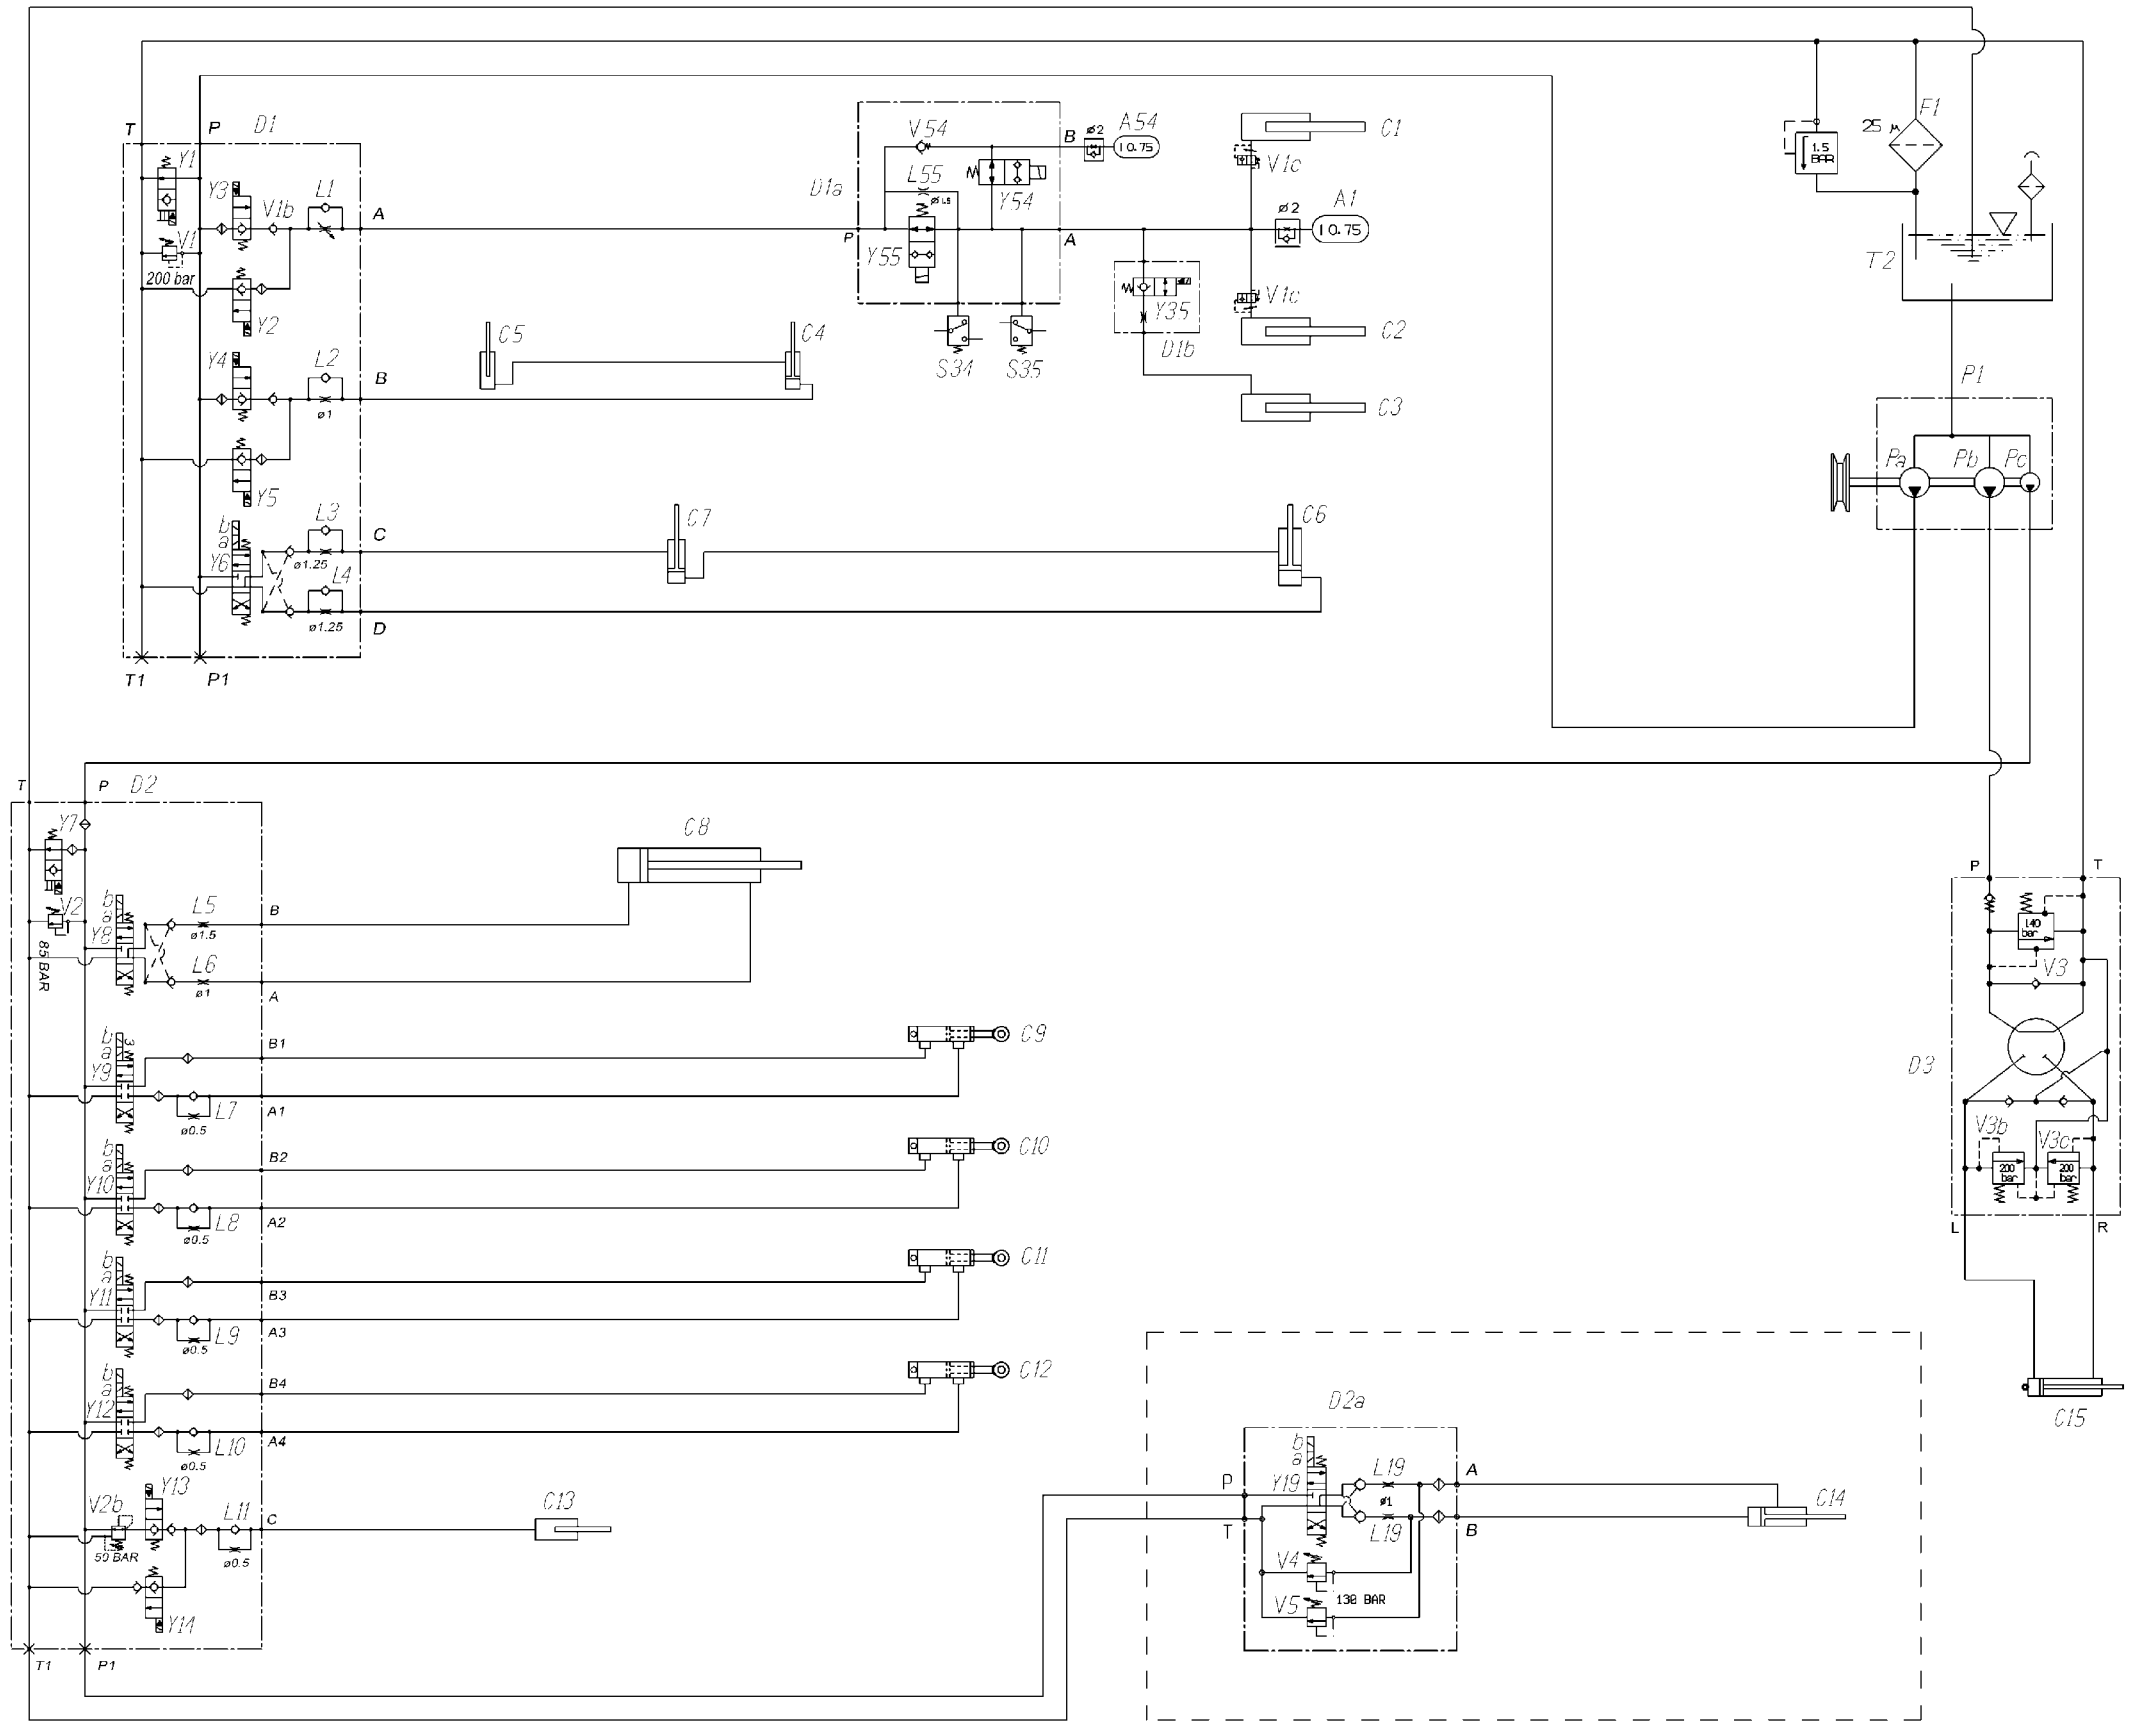 T P D1
Y1
Y3 V1b L1 A
V1
200 bar
Y2
Y4 L2 B
ø1
Y5
b
a
Y6
L3 C
ø1.25 L4
ø1.25 D
T1 P1
C5 C4
C7 C6
D1a
V54
L55
ø1.5
Y54
Y55
P
B ø2 A54
0.75
A
S34 S35
Y35
D1b
C1
V1c
ø2 A1
0.75
V1c
C2
C3
F1
25 µ
1.5
BAR
T2
P1
Pa Pb Pc
T P D2
Y7
V2
85 BAR
b
a
Y8
L5 B
ø1.5
L6
ø1 A
C8
b
a
3
Y9
B1
L7 A1
ø0.5
C9
b
a
Y10
B2
L8 A2
ø0.5
C10
b
a
Y11
B3
L9 A3
ø0.5
C11
b
a
Y12
B4
L10 A4
ø0.5
C12
Y13
V2b L11 C
50 BAR
ø0.5
Y14
C13
T1 P1
D2a
P
T
b
a
Y19
L19 A
ø1
L19 B
V4
130 BAR
V5
C14
P T
140
bar
V3
D3
V3b V3c
200
bar
200
bar
L R
C15